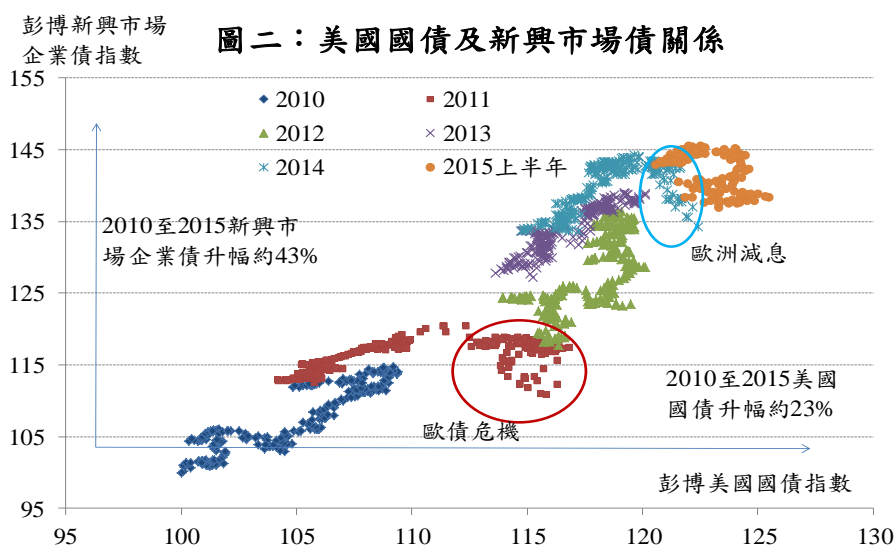 彭博新興市場
企業債指數
圖二：美國國債及新興市場債關係
155
145
135
125
115
105
95
2010
2011
2012
2013
2014
2015上半年
2010至2015新興市
場企業債升幅約43%
歐洲減息
2010至2015美國
國債升幅約23%
歐債危機
彭博美國國債指數
95
100
105
110
115
120
125
130